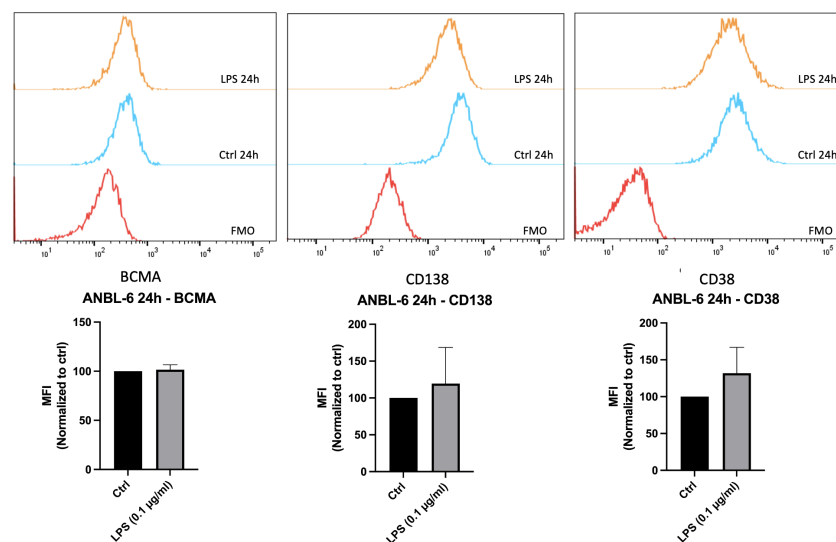 LPS 24h
Ctrl 24h
FMO
10¹ 10² 10³ 10⁴ 10⁵
BCMA
LPS 24h
Ctrl 24h
FMO
10¹ 10² 10³ 10⁴ 10⁵
CD138
LPS 24h
Ctrl 24h
FMO
10¹ 10² 10³ 10⁴ 10⁵
CD38
ANBL-6 24h - BCMA
MFI
(Normalized to ctrl)
150
100
50
0
Ctrl
LPS (0.1 µg/ml)
ANBL-6 24h - CD138
MFI
(Normalized to ctrl)
200
150
100
50
0
Ctrl
LPS (0.1 µg/ml)
ANBL-6 24h - CD38
MFI
(Normalized to ctrl)
200
150
100
50
0
Ctrl
LPS (0.1 µg/ml)